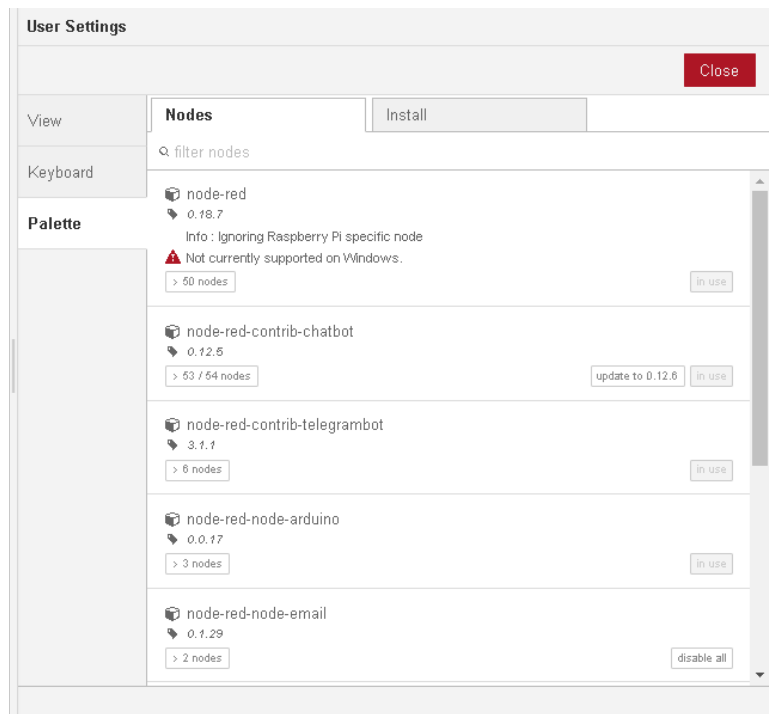 User Settings
Close
View
Keyboard
Palette
Nodes
Install
filter nodes
node-red
0.18.7
Info : Ignoring Raspberry Pi specific node
Not currently supported on Windows.
> 50 nodes
in use
node-red-contrib-chatbot
0.12.5
> 53 / 54 nodes
update to 0.12.6
in use
node-red-contrib-telegrambot
3.1.1
> 6 nodes
in use
node-red-node-arduino
0.0.17
> 3 nodes
in use
node-red-node-email
0.1.29
> 2 nodes
disable all